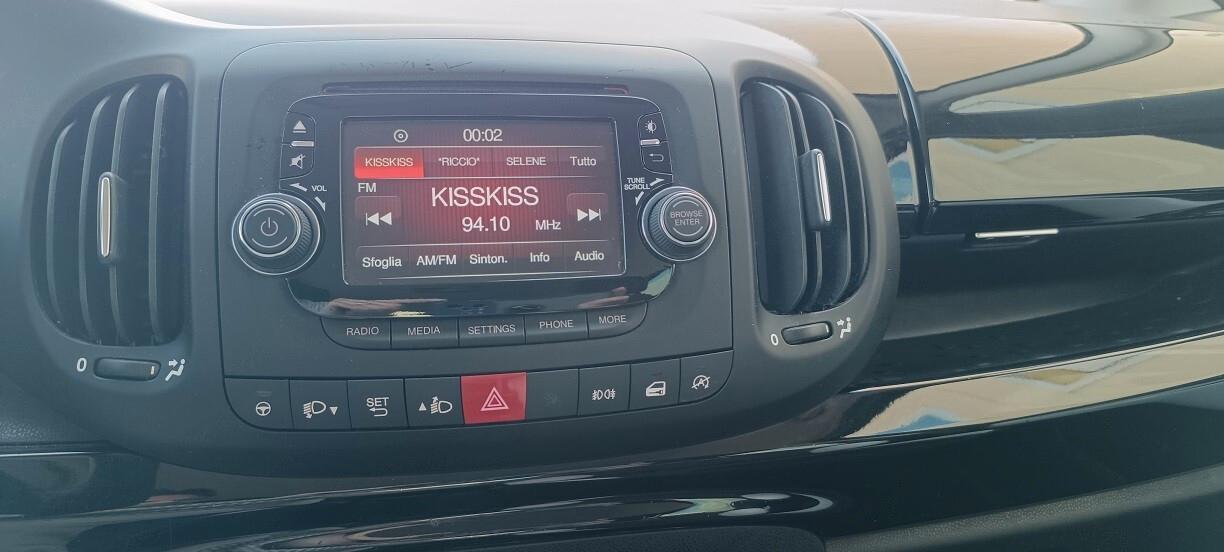 00:02
KISSKISS *RICCIO* SELENE Tutto
FM
KISSKISS
94.10 MHz
Sfoglia AM/FM Sinton. Info Audio
VOL
TUNE
SCROLL
BROWSE
ENTER
RADIO MEDIA SETTINGS PHONE MORE
0
0
SET